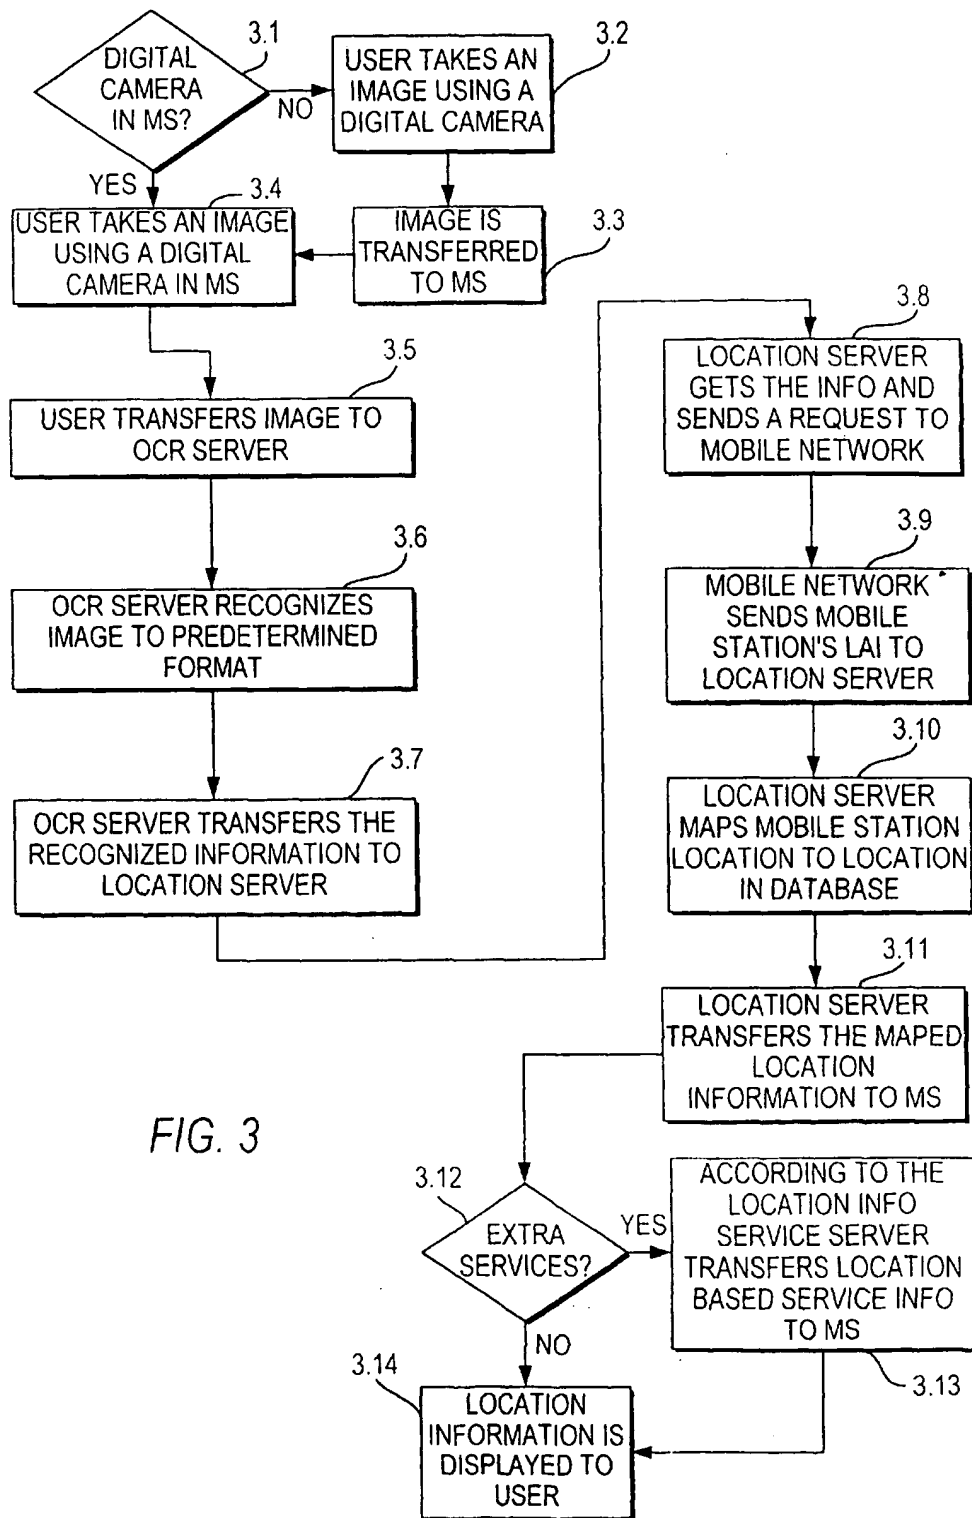 3.1
DIGITAL
CAMERA
IN MS?
NO
YES
3.2
USER TAKES AN
IMAGE USING A
DIGITAL CAMERA
3.3
IMAGE IS
TRANSFERRED
TO MS
3.4
USER TAKES AN IMAGE
USING A DIGITAL
CAMERA IN MS
3.5
USER TRANSFERS IMAGE TO
OCR SERVER
3.6
OCR SERVER RECOGNIZES
IMAGE TO PREDETERMINED
FORMAT
3.7
OCR SERVER TRANSFERS THE
RECOGNIZED INFORMATION TO
LOCATION SERVER
3.8
LOCATION SERVER
GETS THE INFO AND
SENDS A REQUEST TO
MOBILE NETWORK
3.9
MOBILE NETWORK
SENDS MOBILE
STATION'S LAI TO
LOCATION SERVER
3.10
LOCATION SERVER
MAPS MOBILE STATION
LOCATION TO LOCATION
IN DATABASE
3.11
LOCATION SERVER
TRANSFERS THE MAPED
LOCATION
INFORMATION TO MS
3.12
EXTRA
SERVICES?
YES
NO
ACCORDING TO THE
LOCATION INFO
SERVICE SERVER
TRANSFERS LOCATION
BASED SERVICE INFO
TO MS
3.13
3.14
LOCATION
INFORMATION IS
DISPLAYED TO
USER
FIG. 3